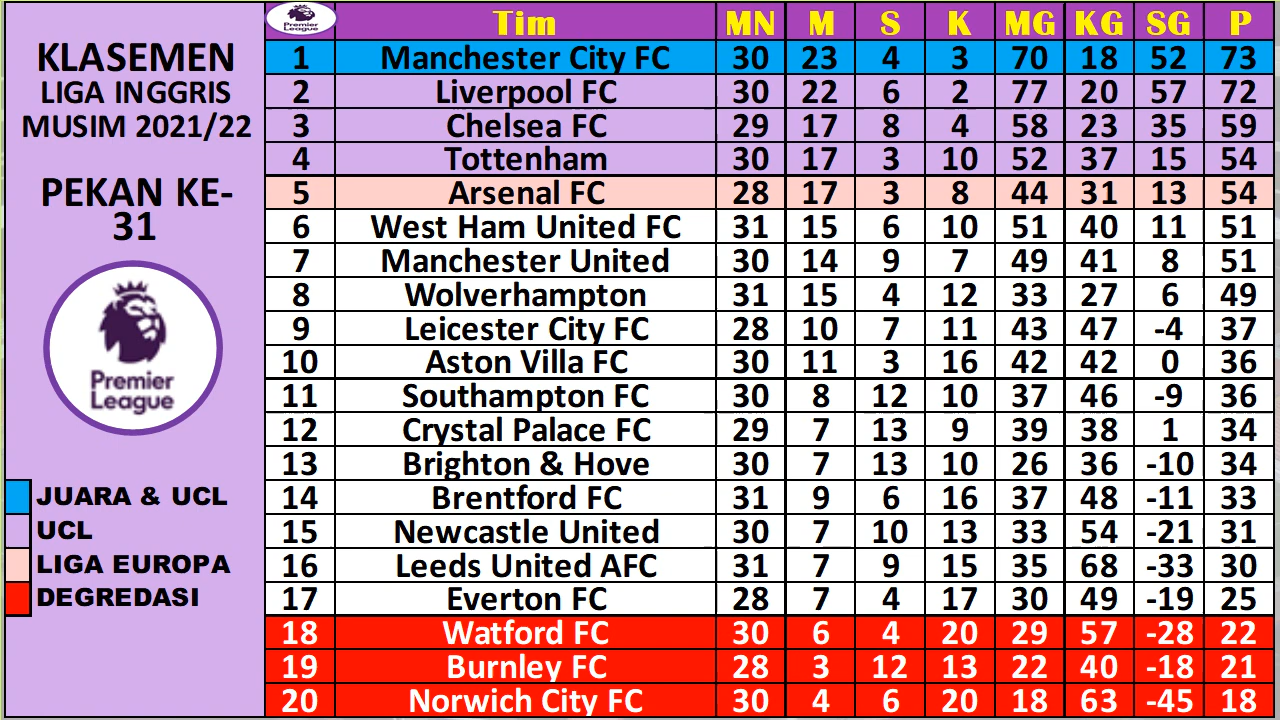 KLASEMEN
LIGA INGGRIS
MUSIM 2021/22
PEKAN KE-
31
Premier
League
JUARA & UCL
UCL
LIGA EUROPA
DEGREDASI
Premier
League
Tim MN M S K MG KG SG P
1 Manchester City FC 30 23 4 3 70 18 52 73
2 Liverpool FC 30 22 6 2 77 20 57 72
3 Chelsea FC 29 17 8 4 58 23 35 59
4 Tottenham 30 17 3 10 52 37 15 54
5 Arsenal FC 28 17 3 8 44 31 13 54
6 West Ham United FC 31 15 6 10 51 40 11 51
7 Manchester United 30 14 9 7 49 41 8 51
8 Wolverhampton 31 15 4 12 33 27 6 49
9 Leicester City FC 28 10 7 11 43 47 -4 37
10 Aston Villa FC 30 11 3 16 42 42 0 36
11 Southampton FC 30 8 12 10 37 46 -9 36
12 Crystal Palace FC 29 7 13 9 39 38 1 34
13 Brighton & Hove 30 7 13 10 26 36 -10 34
14 Brentford FC 31 9 6 16 37 48 -11 33
15 Newcastle United 30 7 10 13 33 54 -21 31
16 Leeds United AFC 31 7 9 15 35 68 -33 30
17 Everton FC 28 7 4 17 30 49 -19 25
18 Watford FC 30 6 4 20 29 57 -28 22
19 Burnley FC 28 3 12 13 22 40 -18 21
20 Norwich City FC 30 4 6 20 18 63 -45 18